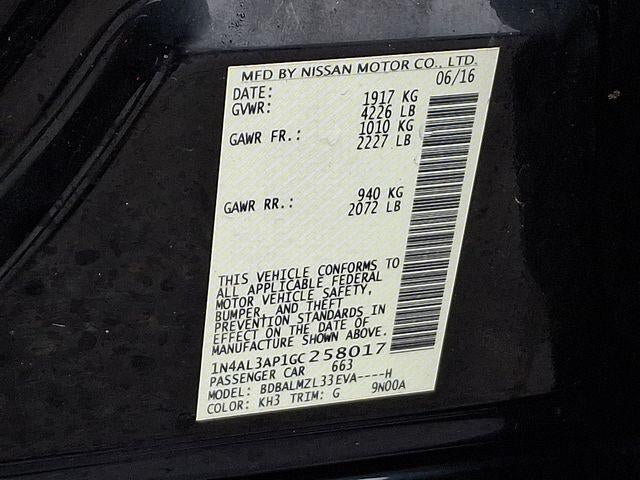 MFD BY NISSAN MOTOR CO., LTD.
DATE: 06/16
GVWR: 1917 KG
4226 LB
GAWR FR.: 1010 KG
2227 LB
GAWR RR.: 940 KG
2072 LB
THIS VEHICLE CONFORMS TO
ALL APPLICABLE FEDERAL
MOTOR VEHICLE SAFETY,
BUMPER, AND THEFT
PREVENTION STANDARDS IN
EFFECT ON THE DATE OF
MANUFACTURE SHOWN ABOVE.
1N4AL3AP1GC258017
PASSENGER CAR 663
MODEL: BDBALMZL33EVA----H
COLOR: KH3 TRIM: G 9N00A